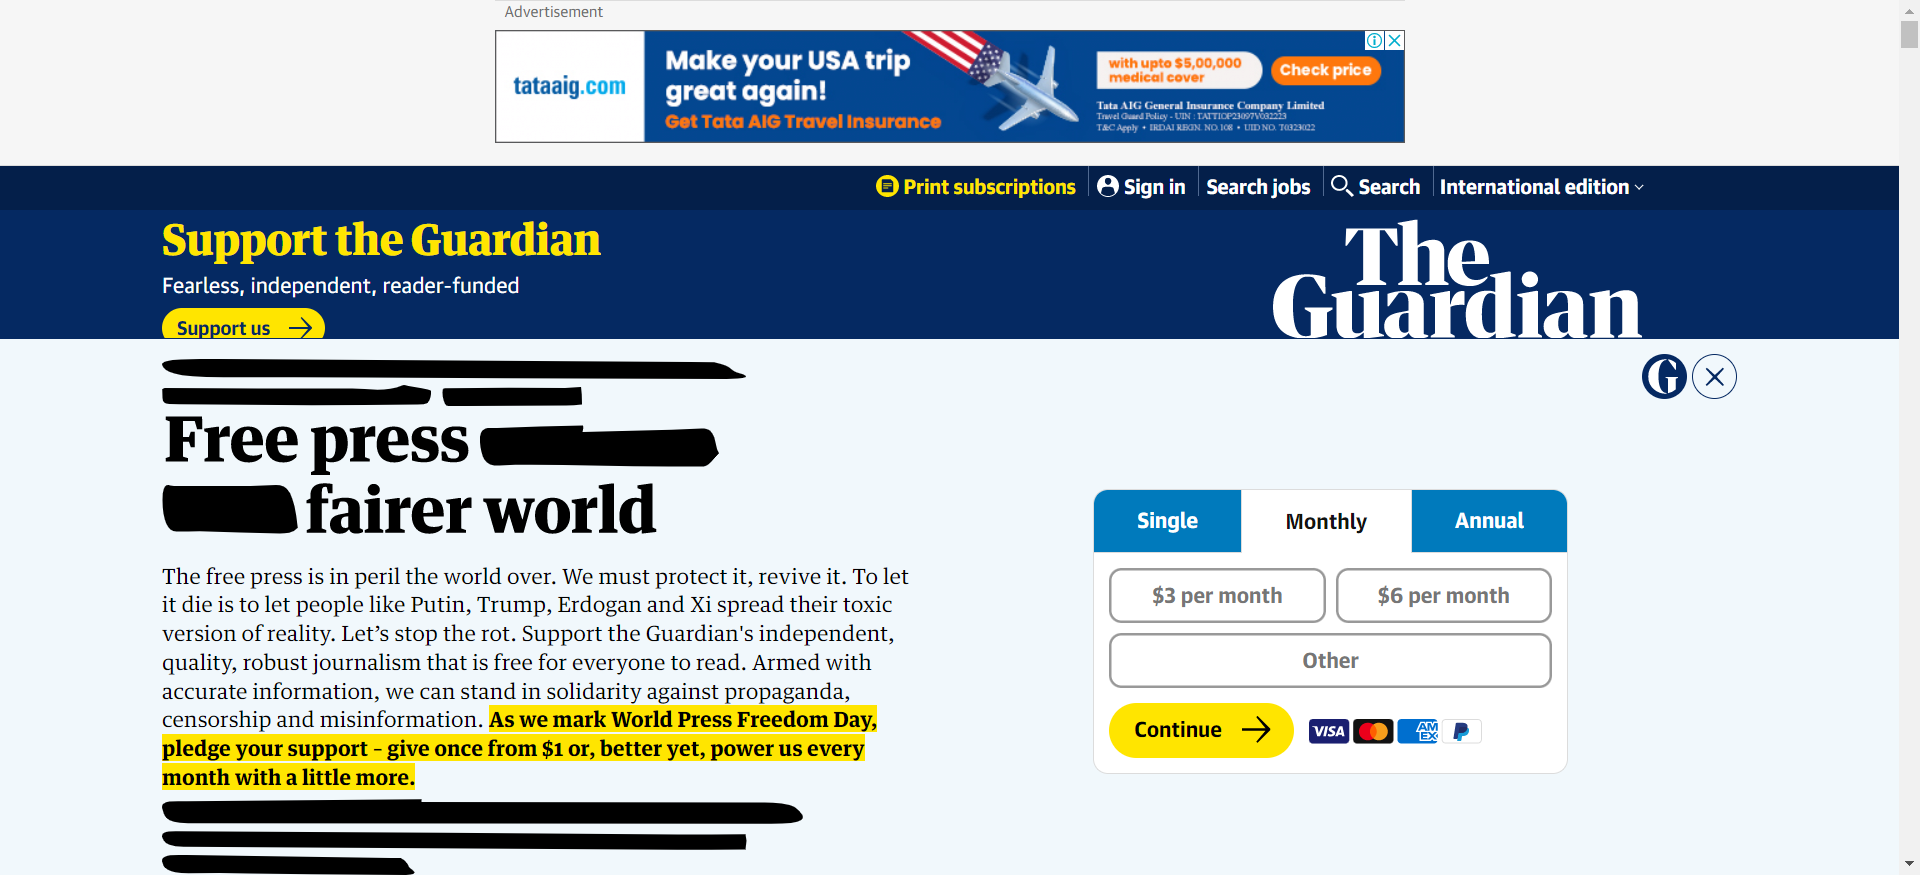 Advertisement
tataaig.com
Make your USA trip
great again!
Get Tata AIG Travel Insurance
with upto $5,00,000
medical cover
Check price
Tata AIG General Insurance Company Limited
Travel Guard Policy - UIN : TATTIOP23097V032223
T&C Apply • IRDAI REGN. NO. 108 • UID NO. T0323022
Print subscriptions
Sign in
Search jobs
Search
International edition
Support the Guardian
Fearless, independent, reader-funded
Support us
The
Guardian
Free press
fairer world
The free press is in peril the world over. We must protect it, revive it. To let
it die is to let people like Putin, Trump, Erdogan and Xi spread their toxic
version of reality. Let’s stop the rot. Support the Guardian's independent,
quality, robust journalism that is free for everyone to read. Armed with
accurate information, we can stand in solidarity against propaganda,
censorship and misinformation. As we mark World Press Freedom Day,
pledge your support – give once from $1 or, better yet, power us every
month with a little more.
G
Single
Monthly
Annual
$3 per month
$6 per month
Other
Continue
VISA
AM
EX